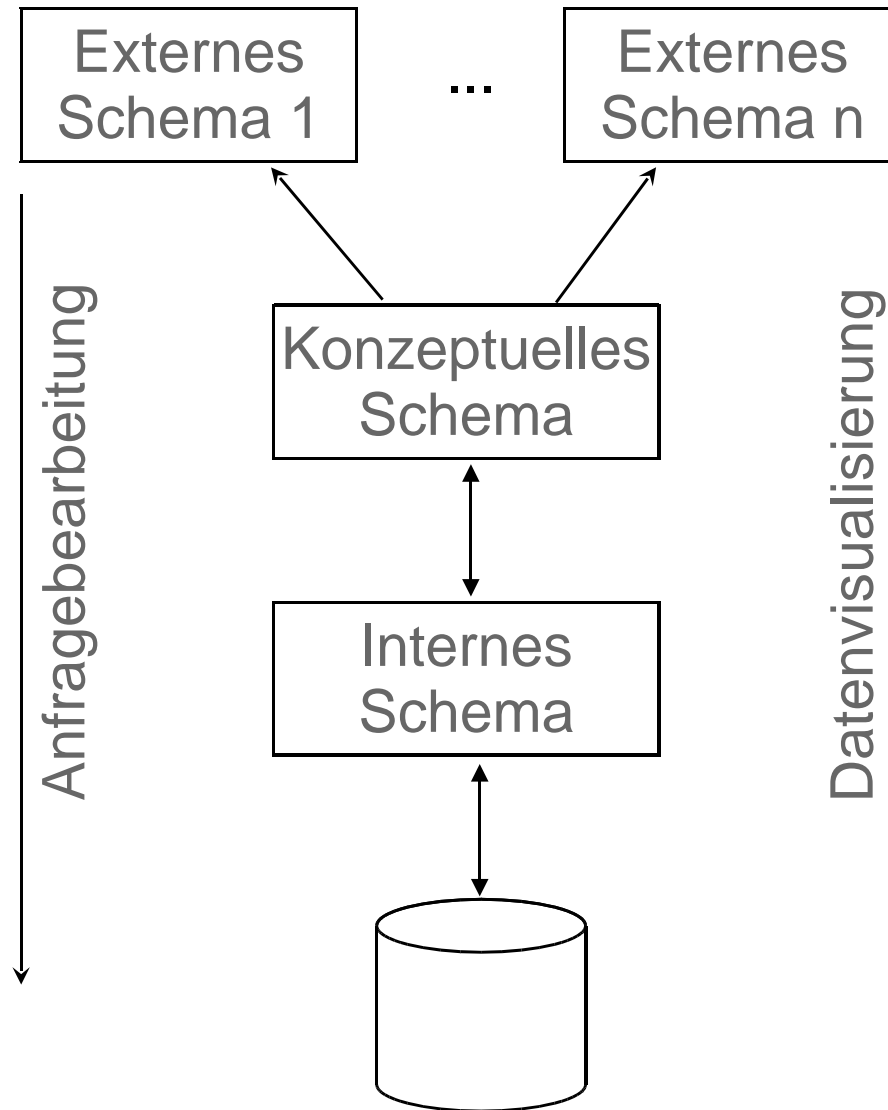 Externes
Schema 1
...
Externes
Schema n
Anfragebearbeitung
Konzeptuelles
Schema
Datenvisualisierung
Internes
Schema